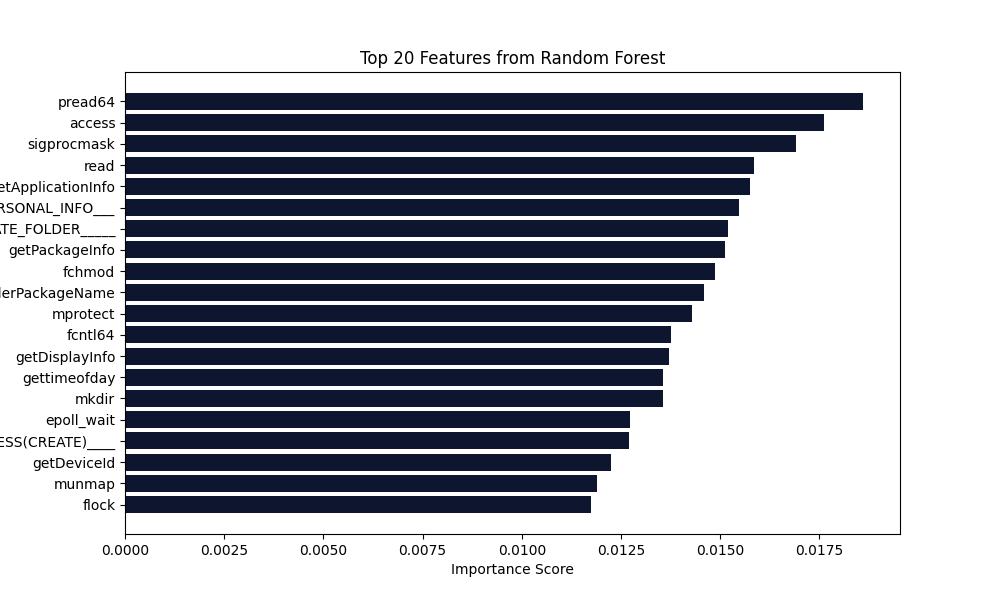 Top 20 Features from Random Forest
pread64
access
sigprocmask
read
etApplicationInfo
RSONAL_INFO___
ATE_FOLDER_____
getPackageInfo
fchmod
lerPackageName
mprotect
fcntl64
getDisplayInfo
gettimeofday
mkdir
epoll_wait
ESS(CREATE)____
getDeviceId
munmap
flock
0.0000 0.0025 0.0050 0.0075 0.0100 0.0125 0.0150 0.0175
Importance Score